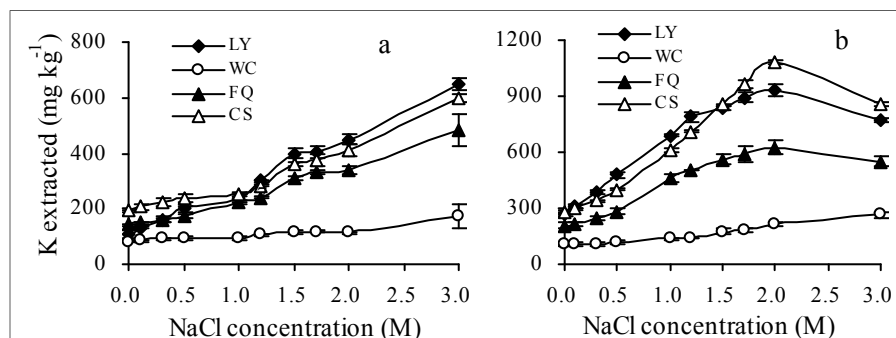 a
LY
WC
FQ
CS
K extracted (mg kg⁻¹)
800
600
400
200
0
0.0 0.5 1.0 1.5 2.0 2.5 3.0
NaCl concentration (M)
b
LY
WC
FQ
CS
1200
900
600
300
0
0.0 0.5 1.0 1.5 2.0 2.5 3.0
NaCl concentration (M)